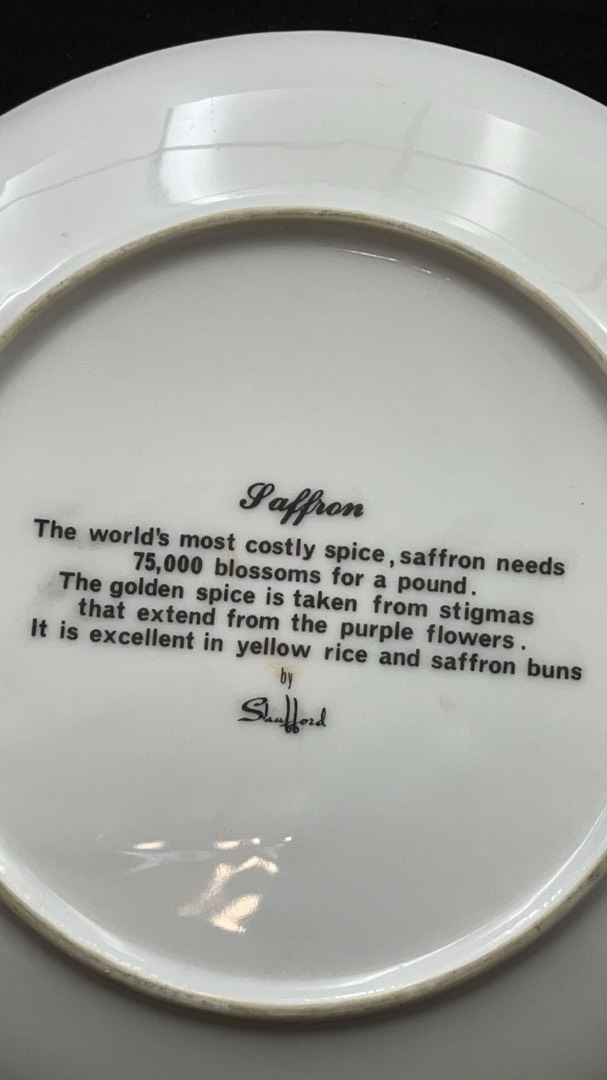 Saffron
The world's most costly spice, saffron needs
75,000 blossoms for a pound.
The golden spice is taken from stigmas
that extend from the purple flowers.
It is excellent in yellow rice and saffron buns
by
Shafford